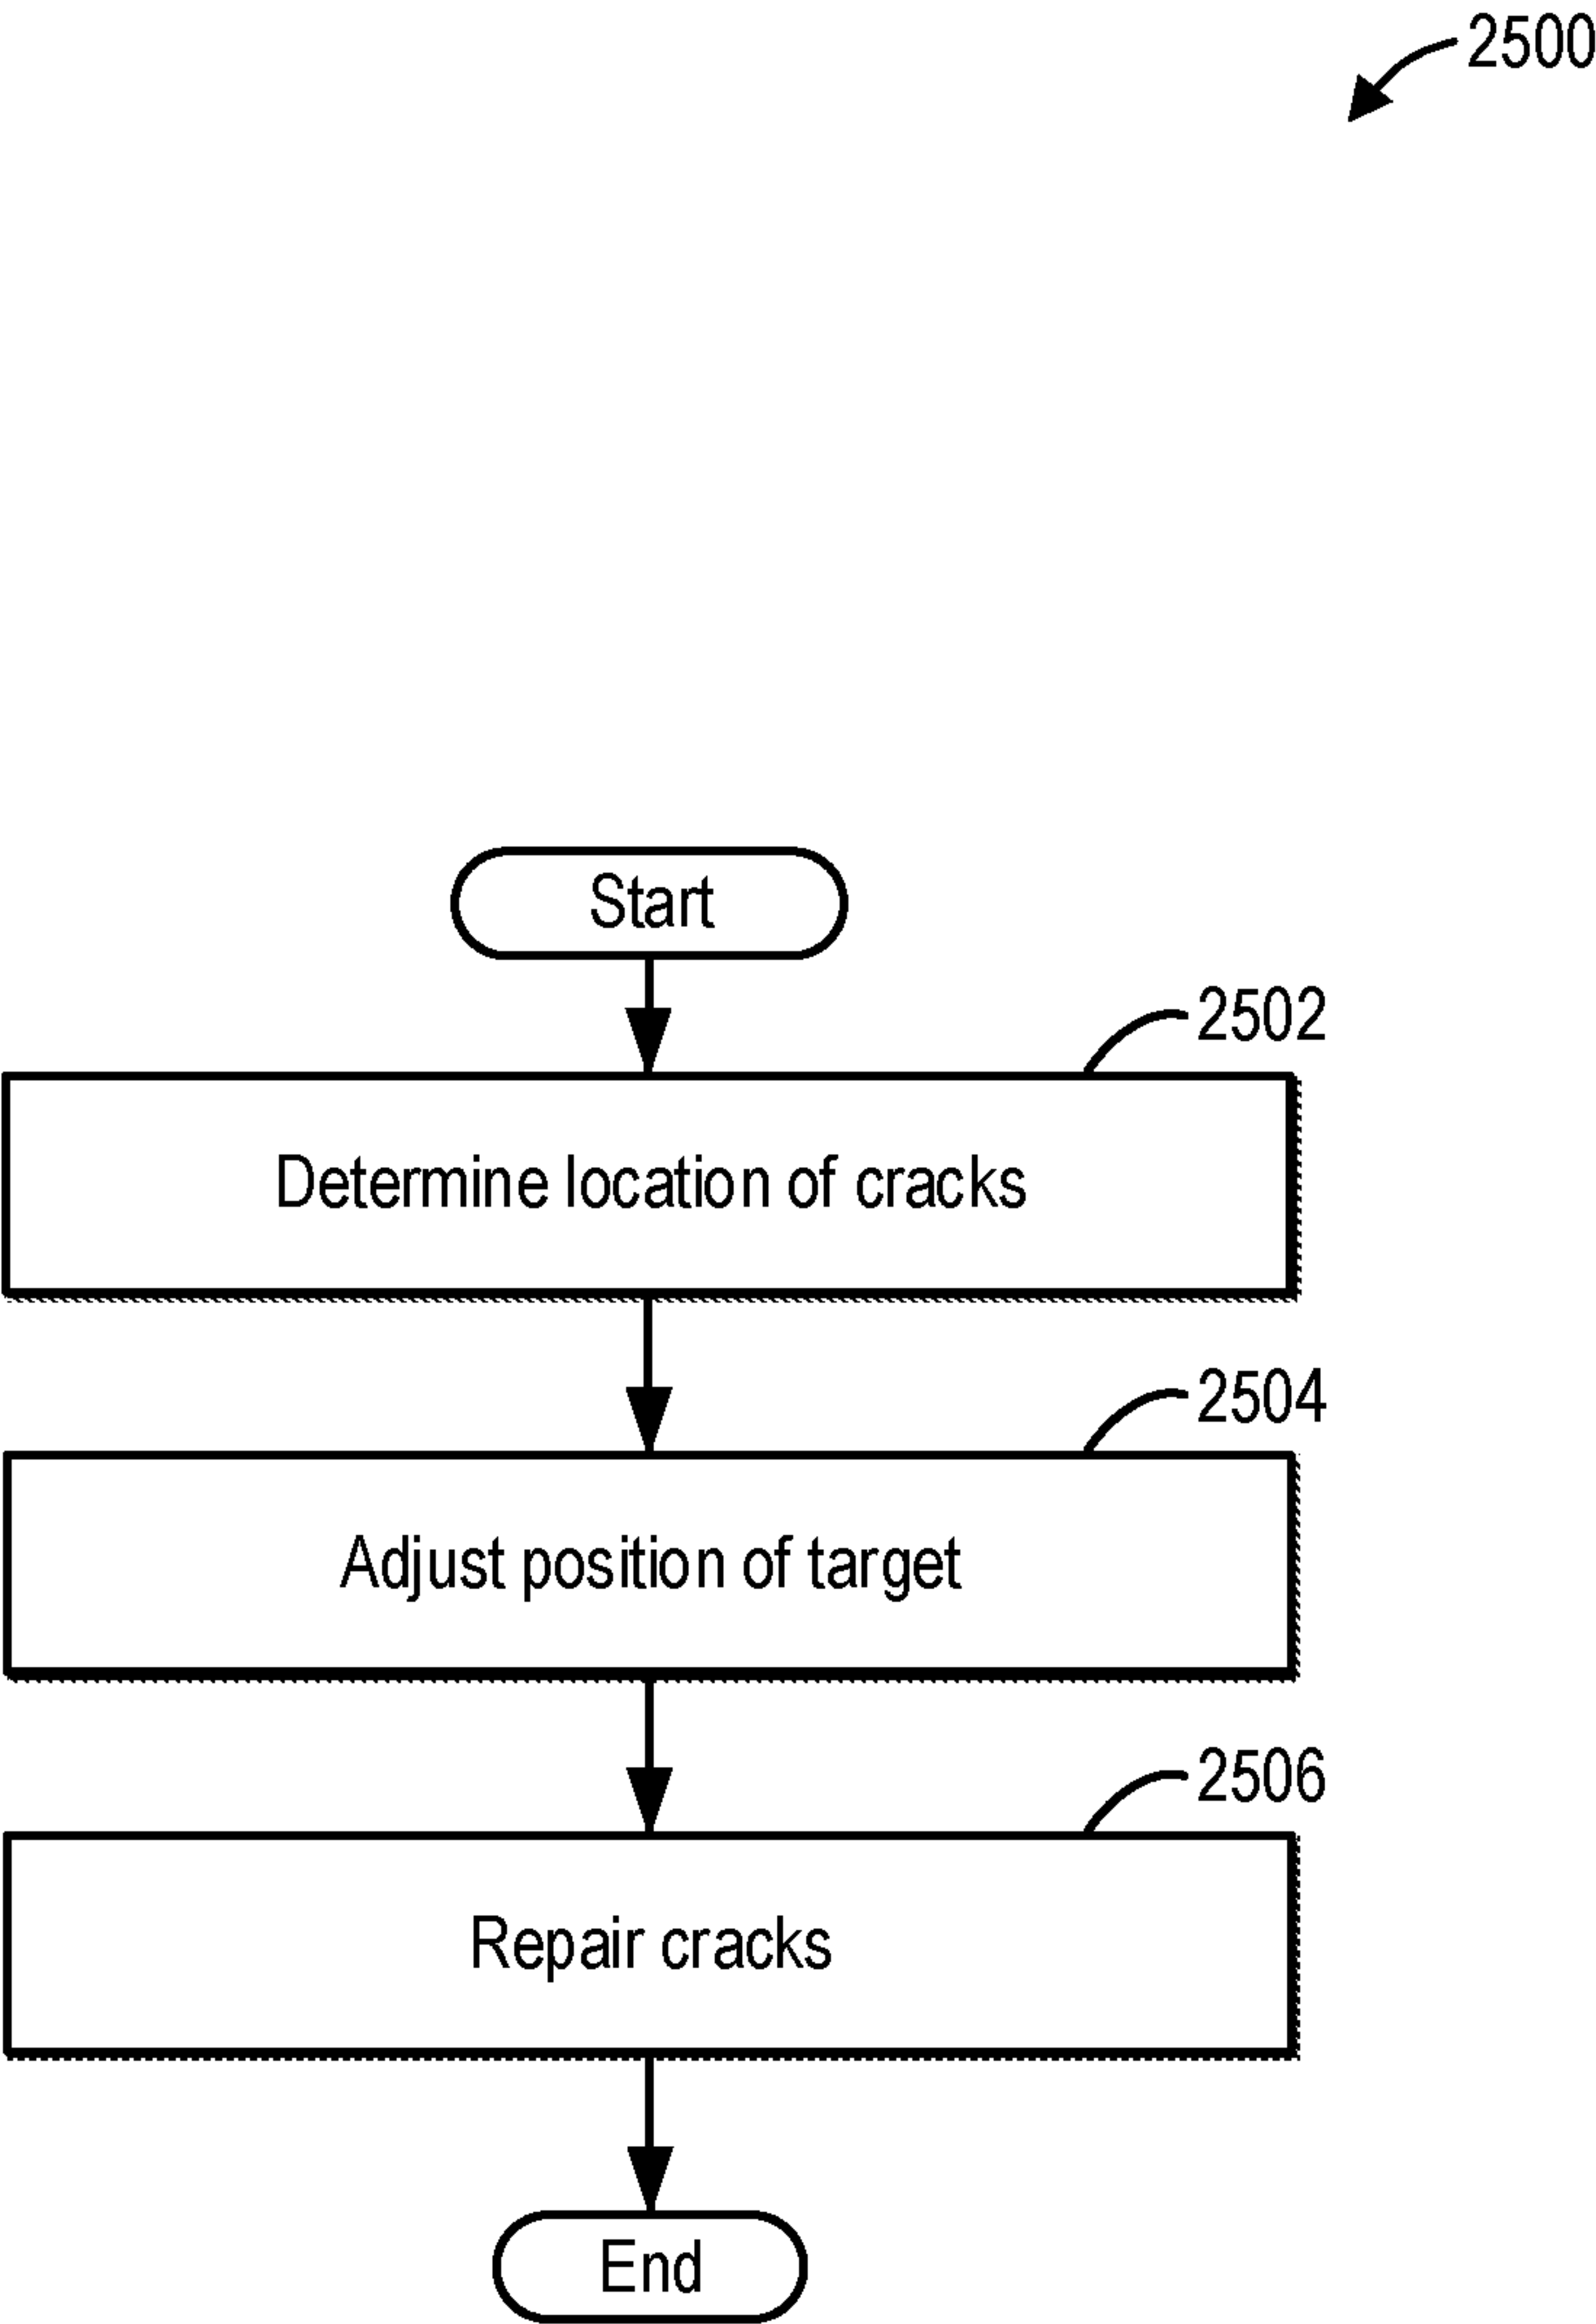 2500
Start
2502
Determine location of cracks
2504
Adjust position of target
2506
Repair cracks
End